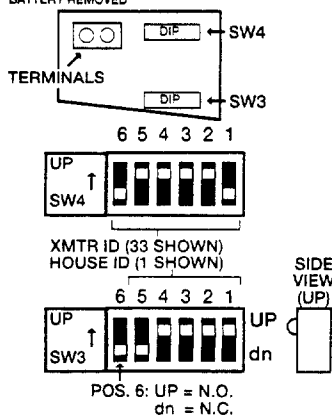 BATTERY REMOVED
DIP
SW4
TERMINALS
DIP
SW3
6 5 4 3 2 1
UP
SW4
XMTR ID (33 SHOWN)
HOUSE ID (1 SHOWN)
SIDE
VIEW
(UP)
6 5 4 3 2 1
UP
SW3
UP
dn
POS. 6: UP = N.O.
dn = N.C.